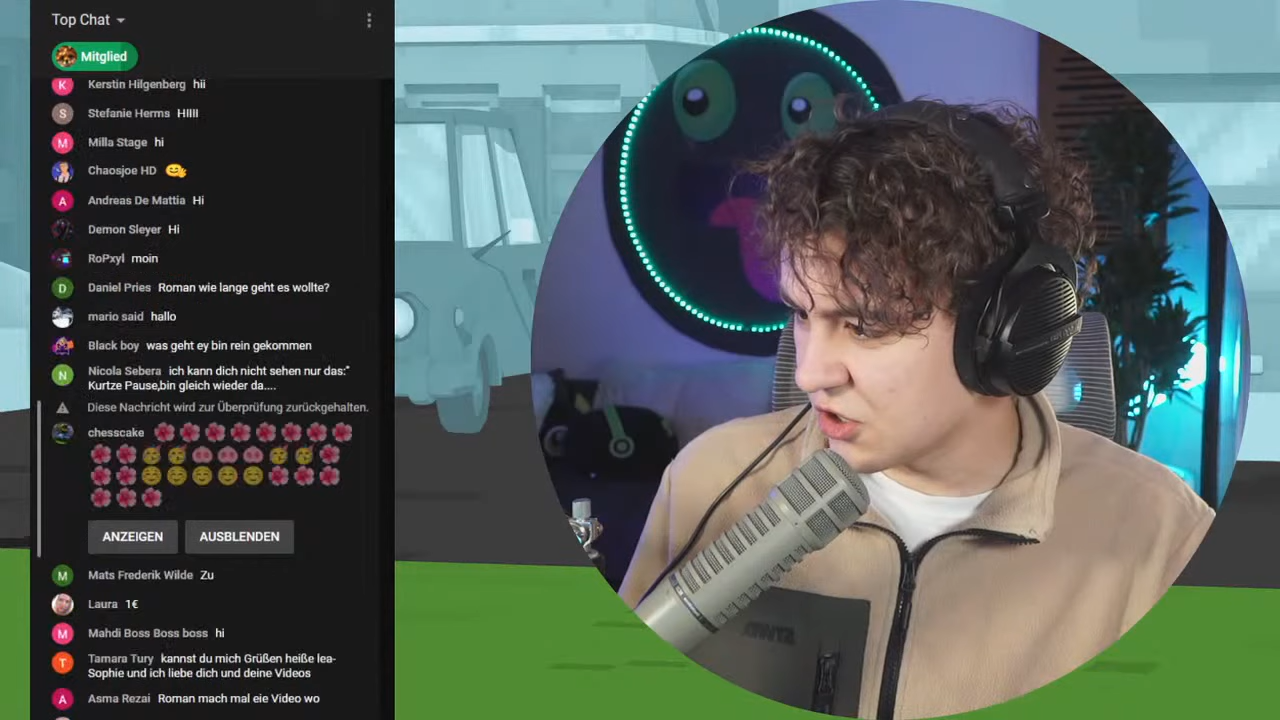 Top Chat
Mitglied
K Kerstin Hilgenberg hii
S Stefanie Herms HIIII
M Milla Stage hi
Chaosjoe HD
A Andreas De Mattia Hi
Demon Sleyer Hi
RoPxyl moin
D Daniel Pries Roman wie lange geht es wollte?
mario said hallo
Black boy was geht ey bin rein gekommen
N Nicola Sebera ich kann dich nicht sehen nur das:"
Kurtze Pause,bin gleich wieder da....
Diese Nachricht wird zur Überprüfung zurückgehalten.
chesscake 🌺🌺🌺🌺🌺🌺🌺🌺
🌺🌺🥳🥳🐽🐽🐽🥳🥳🌺
🌺🌺☺️☺️☺️☺️☺️🌺🌺🌺
🌺🌺🌺
ANZEIGEN AUSBLENDEN
M Mats Frederik Wilde Zu
Laura 1€
M Mahdi Boss Boss boss hi
T Tamara Tury kannst du mich Grüßen heiße lea-
Sophie und ich liebe dich und deine Videos
A Asma Rezai Roman mach mal eie Video wo